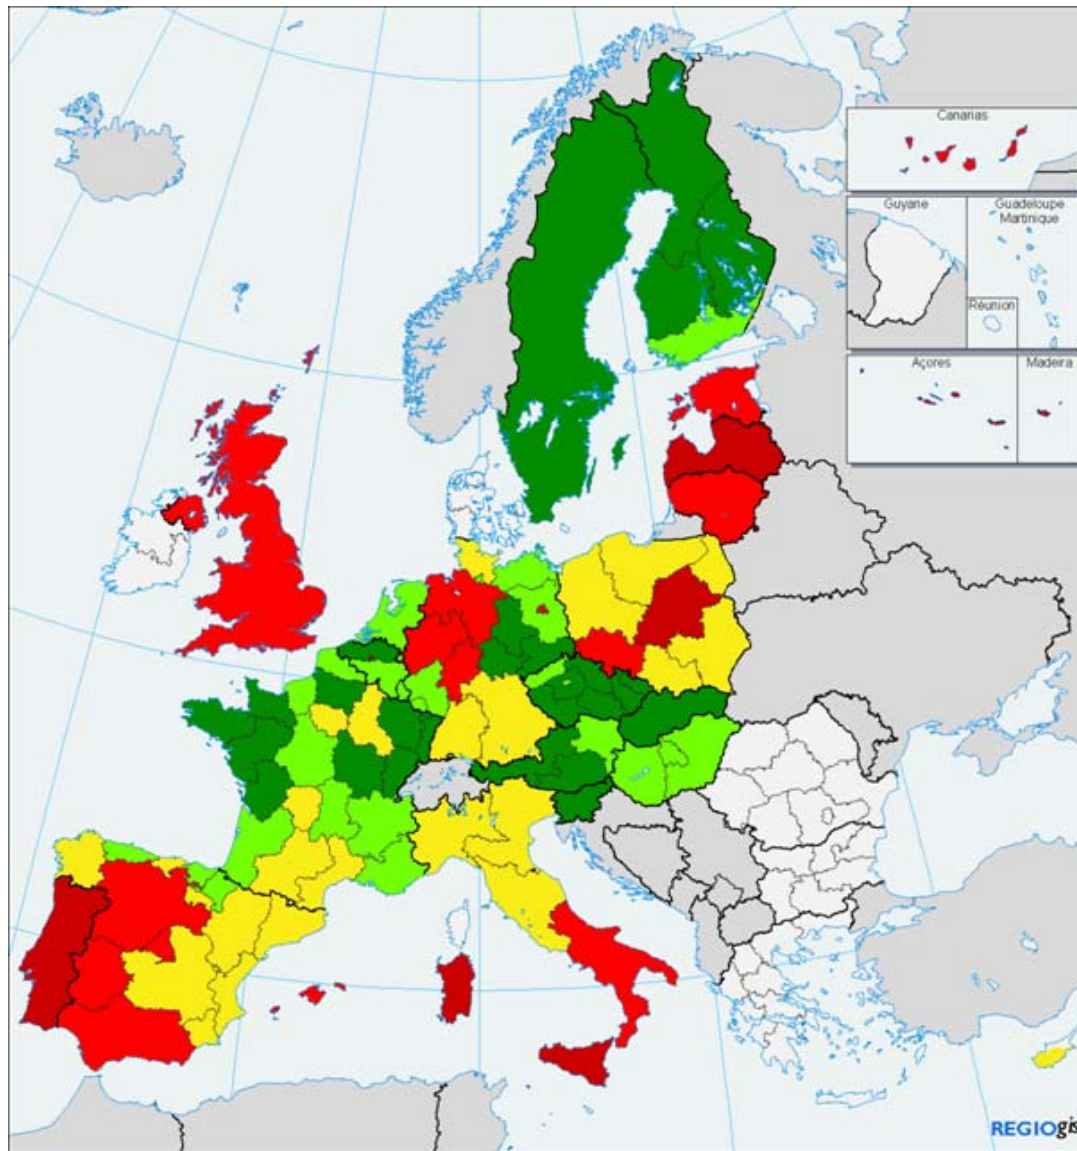 Canarias
Guyane
Guadeloupe
Martinique
Réunion
Açores
Madeira
REGIOgis